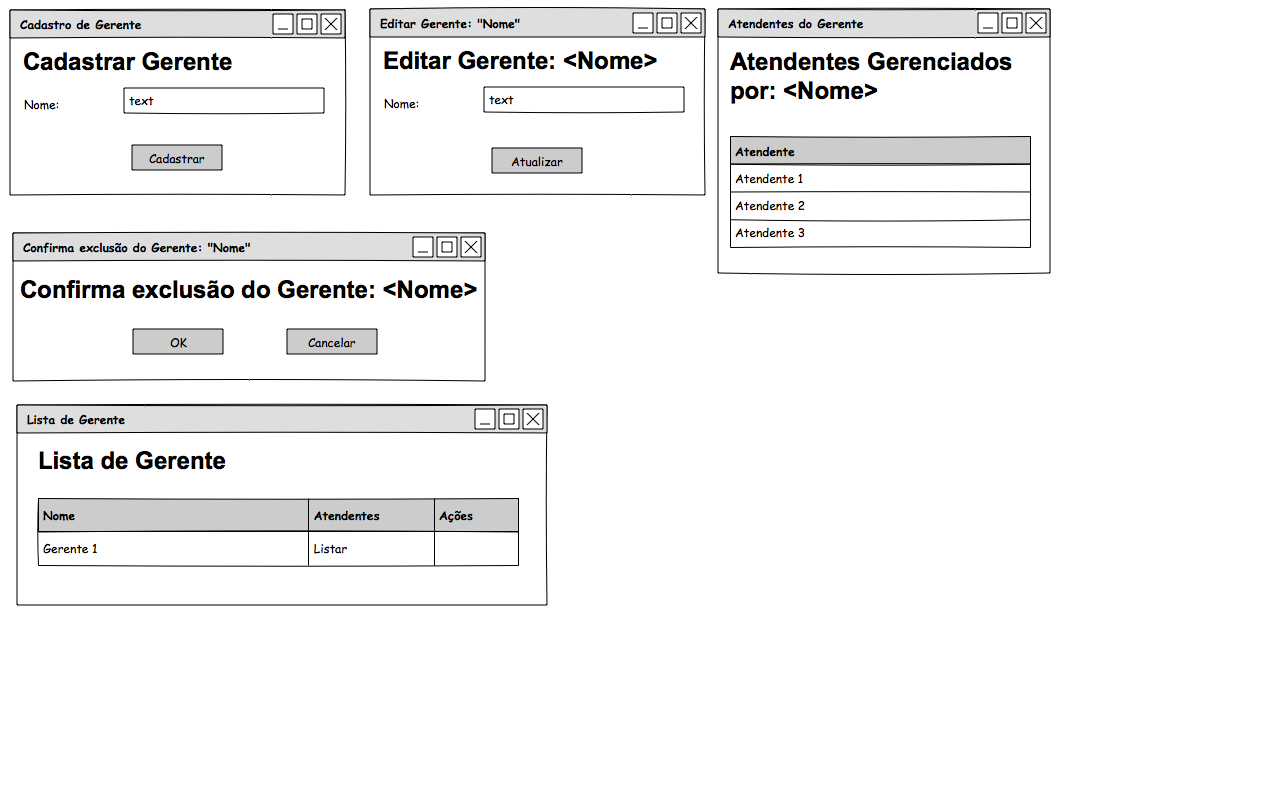 Cadastro de Gerente
Cadastrar Gerente
Nome:
text
Cadastrar
Editar Gerente: "Nome"
Editar Gerente: <Nome>
Nome:
text
Atualizar
Atendentes do Gerente
Atendentes Gerenciados
por: <Nome>
Atendente
Atendente 1
Atendente 2
Atendente 3
Confirma exclusão do Gerente: "Nome"
Confirma exclusão do Gerente: <Nome>
OK
Cancelar
Lista de Gerente
Lista de Gerente
Nome
Atendentes
Ações
Gerente 1
Listar